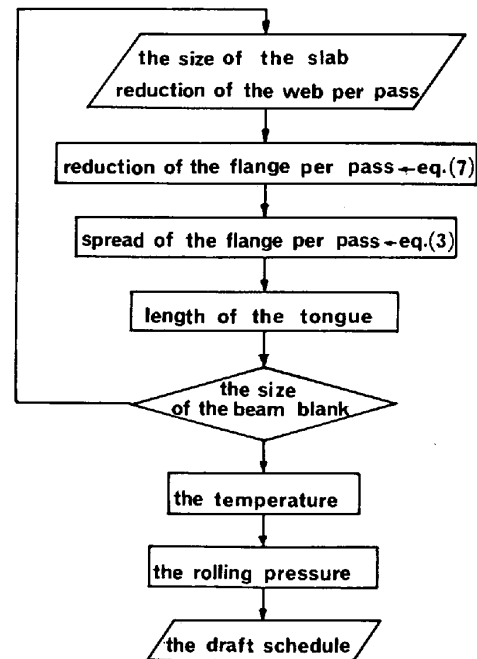 the size of the slab
reduction of the web per pass
reduction of the flange per pass←eq.(7)
spread of the flange per pass←eq.(3)
length of the tongue
the size
of the beam blank
the temperature
the rolling pressure
the draft schedule